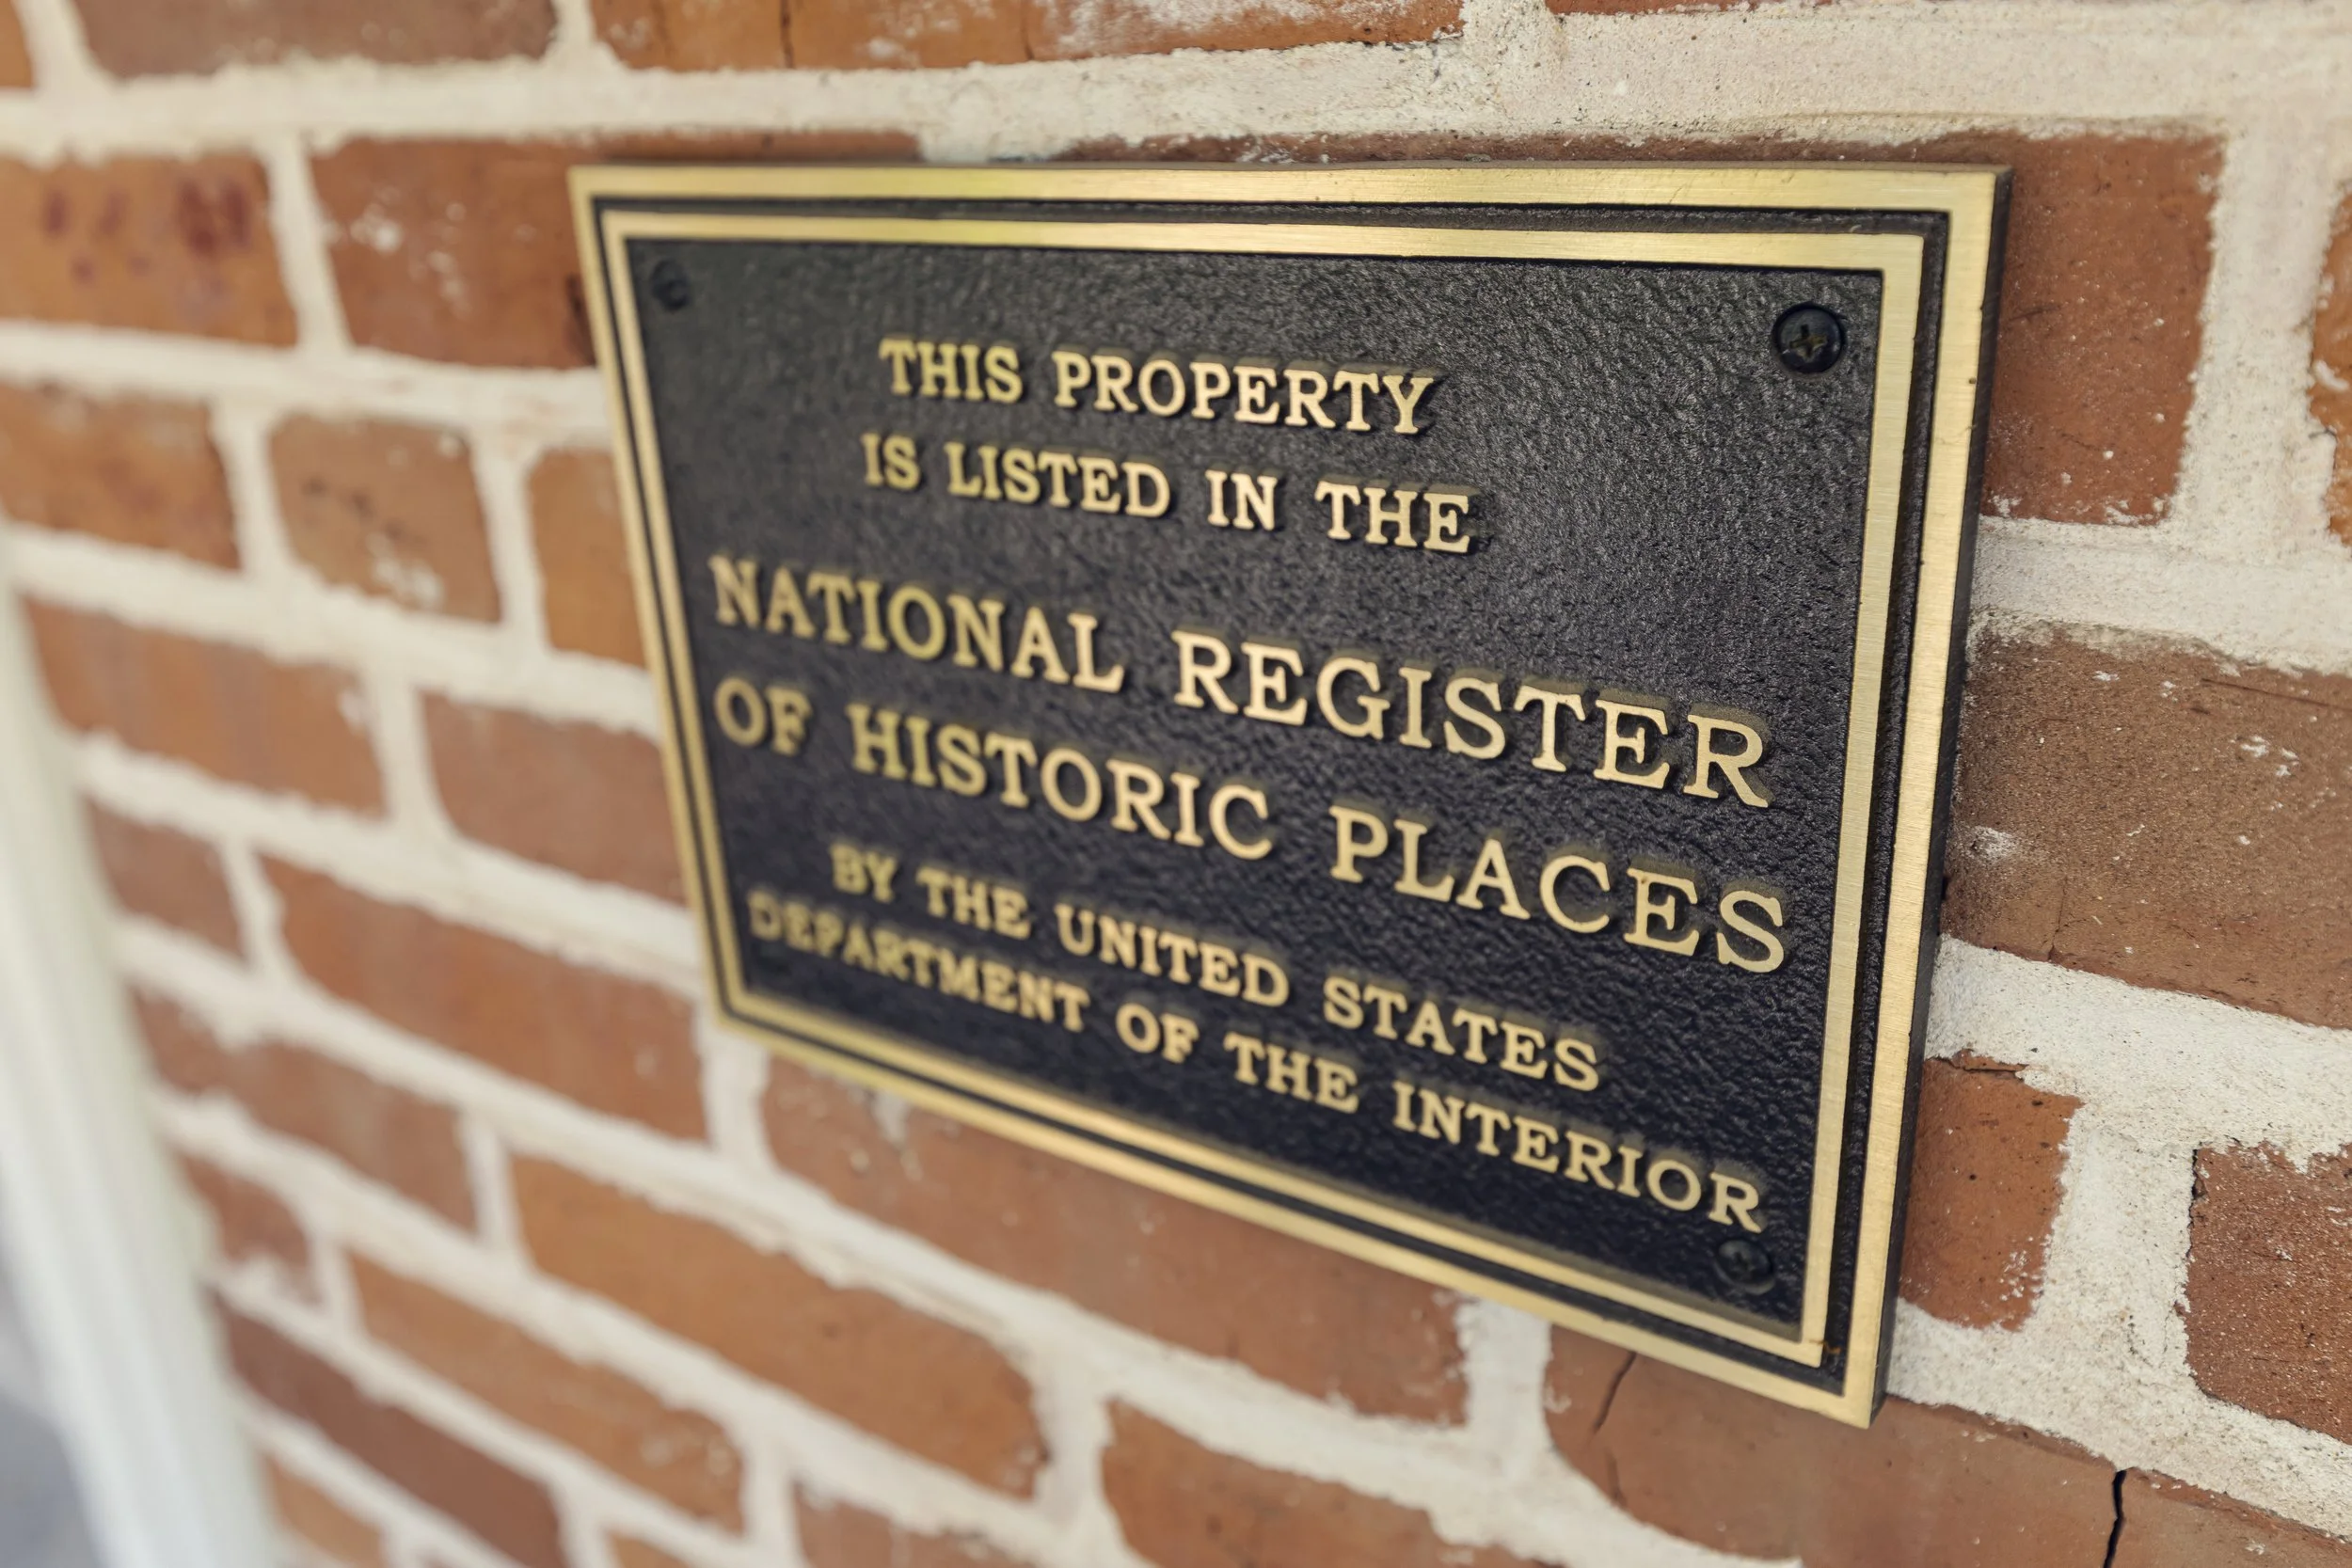 THIS PROPERTY
IS LISTED IN THE
NATIONAL REGISTER
OF HISTORIC PLACES
BY THE UNITED STATES
DEPARTMENT OF THE INTERIOR